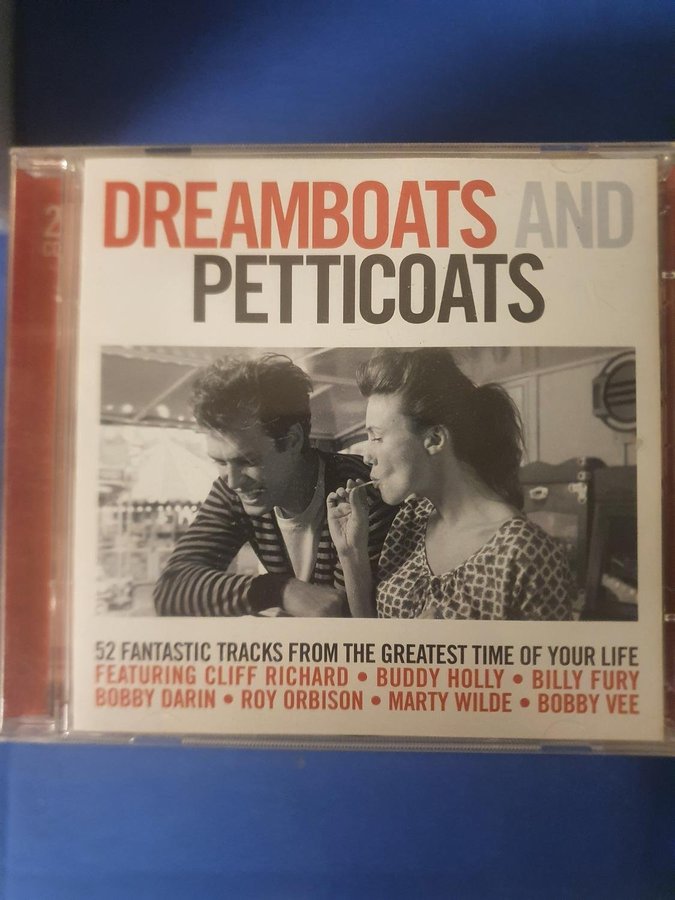 DREAMBOATS AND
PETTICOATS
2
52 FANTASTIC TRACKS FROM THE GREATEST TIME OF YOUR LIFE
FEATURING CLIFF RICHARD • BUDDY HOLLY • BILLY FURY
BOBBY DARIN • ROY ORBISON • MARTY WILDE • BOBBY VEE